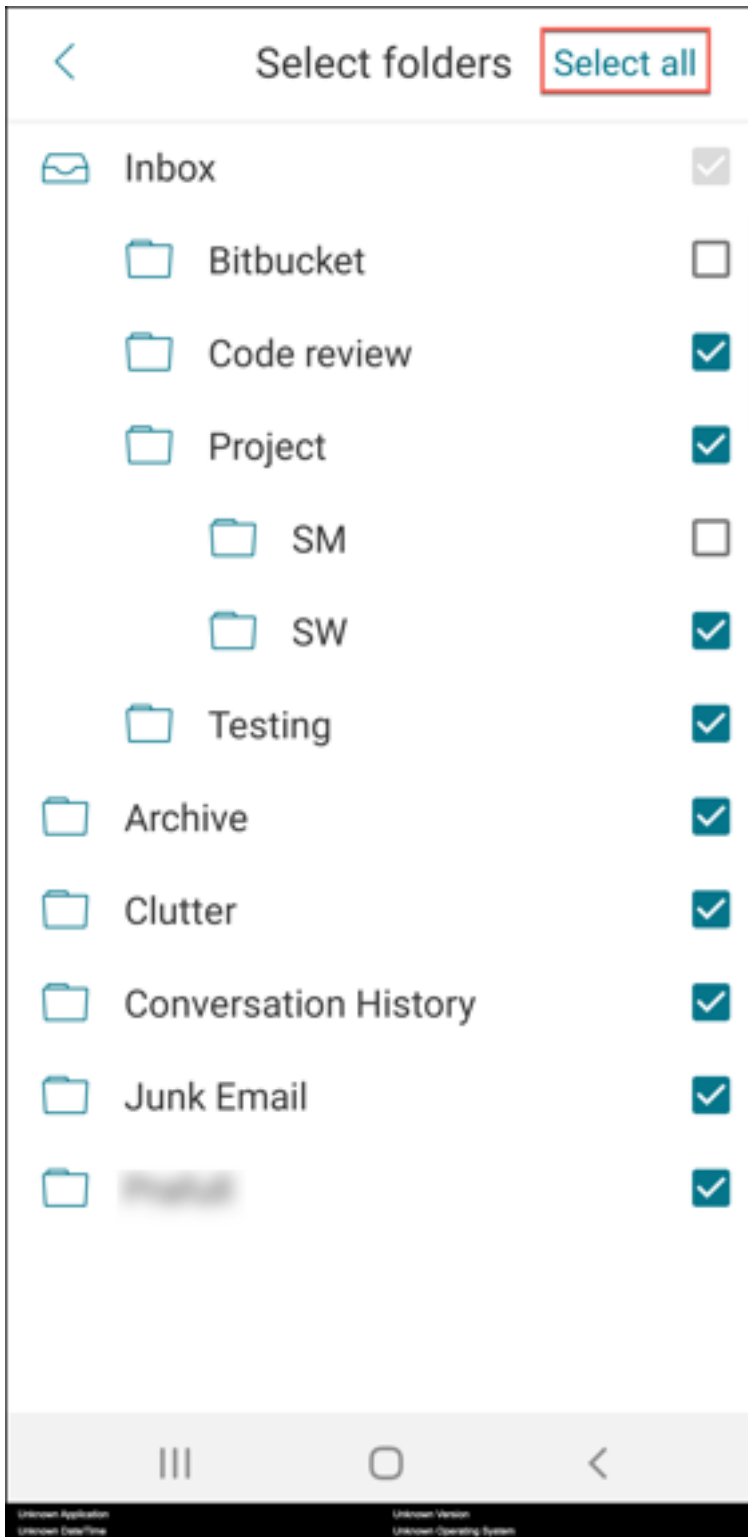 Select folders Select all
Inbox
Bitbucket
Code review
Project
SM
SW
Testing
Archive
Clutter
Conversation History
Junk Email
Unknown Application Unknown Version
Unknown Date/Time Unknown Operating System